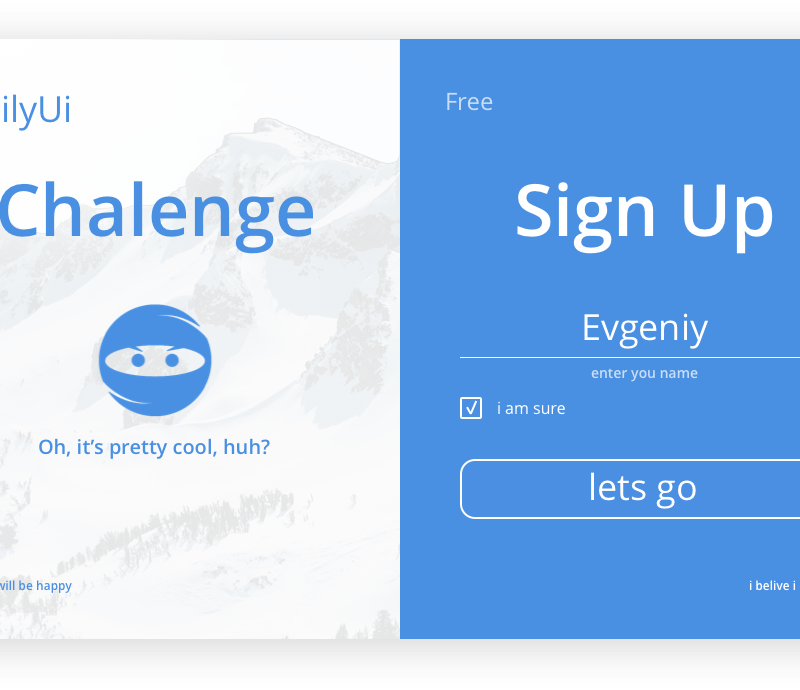 ilyUi
Chalenge
Oh, it's pretty cool, huh?
will be happy
Free
Sign Up
Evgeniy
enter you name
i am sure
lets go
i belive i